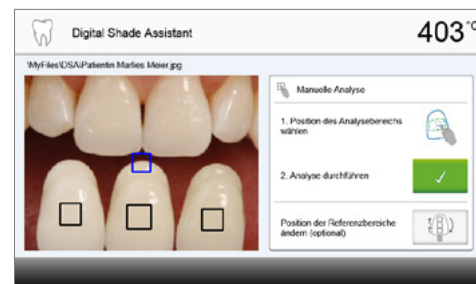 Digital Shade Assistant
403°C
\MyFiles\DSA\Patientin Marlies Meier.jpg
Manuelle Analyse
1. Position des Analysebereichs
wählen
2. Analyse durchführen
Position der Referenzbereiche
ändern (optional)